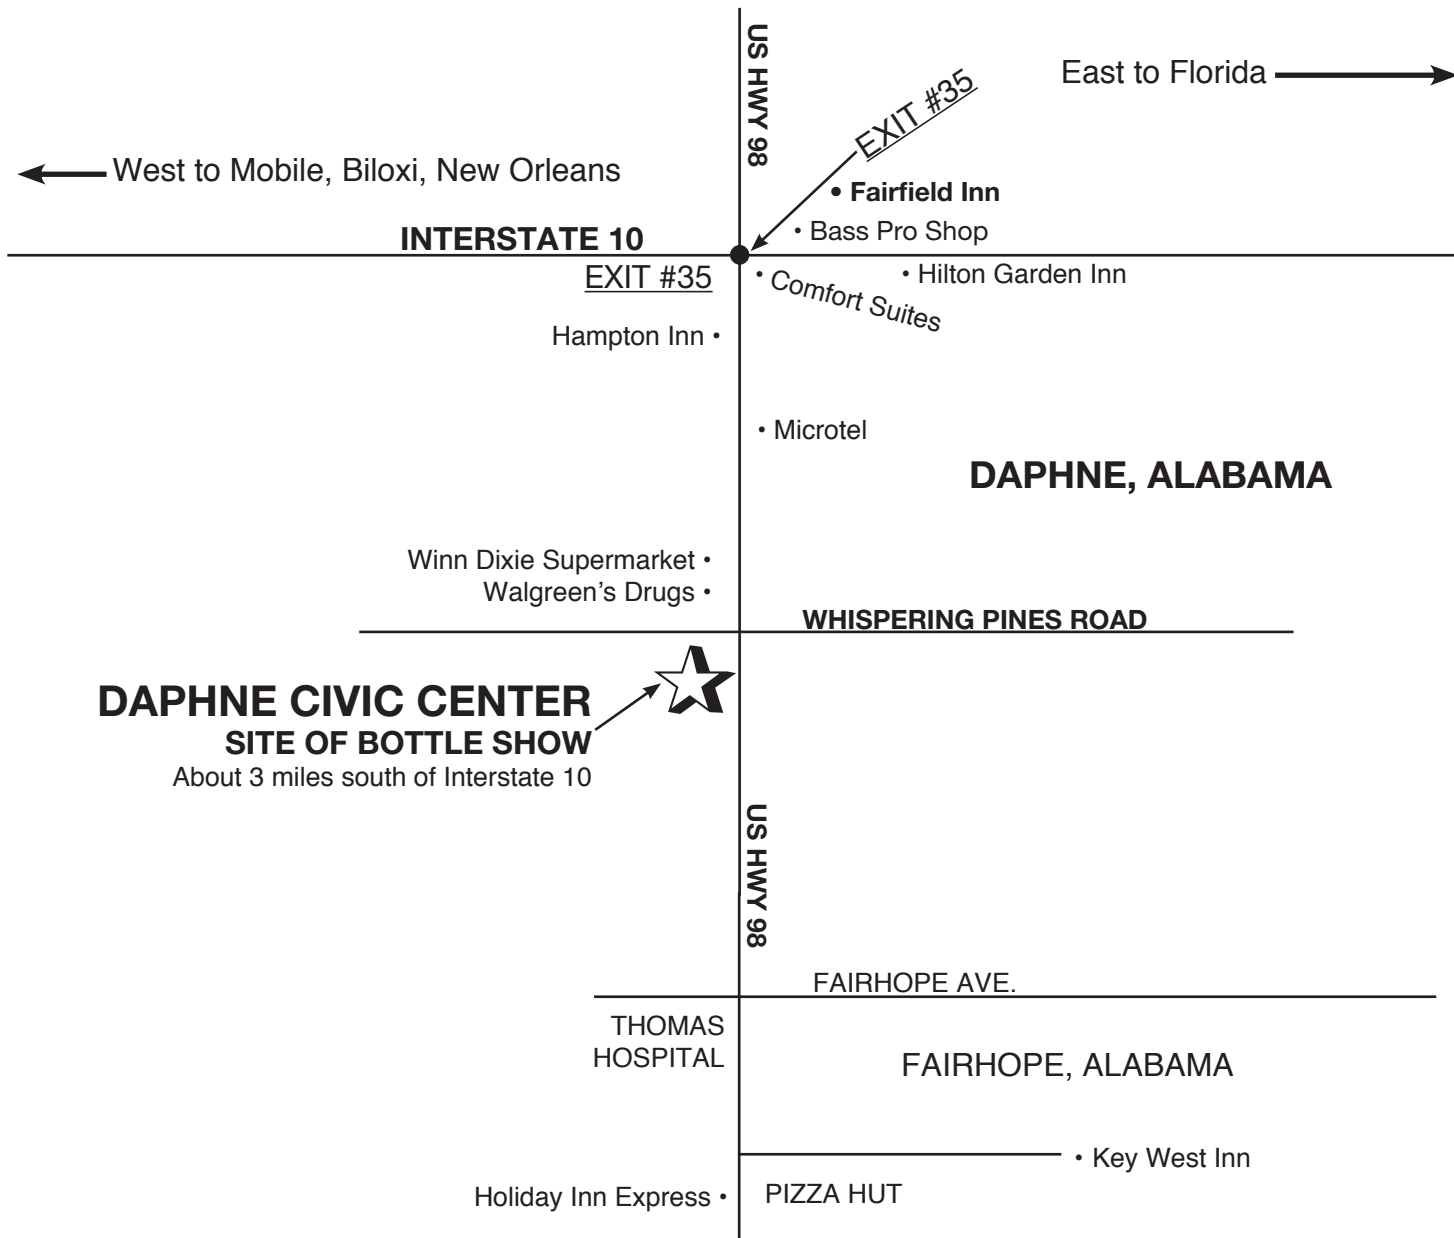 US HWY 98
East to Florida
EXIT #35
West to Mobile, Biloxi, New Orleans
• Fairfield Inn
• Bass Pro Shop
INTERSTATE 10
EXIT #35
• Comfort Suites
• Hilton Garden Inn
Hampton Inn •
• Microtel
DAPHNE, ALABAMA
Winn Dixie Supermarket •
Walgreen’s Drugs •
WHISPERING PINES ROAD
DAPHNE CIVIC CENTER
SITE OF BOTTLE SHOW
About 3 miles south of Interstate 10
US HWY 98
FAIRHOPE AVE.
THOMAS
HOSPITAL
FAIRHOPE, ALABAMA
• Key West Inn
Holiday Inn Express •
PIZZA HUT